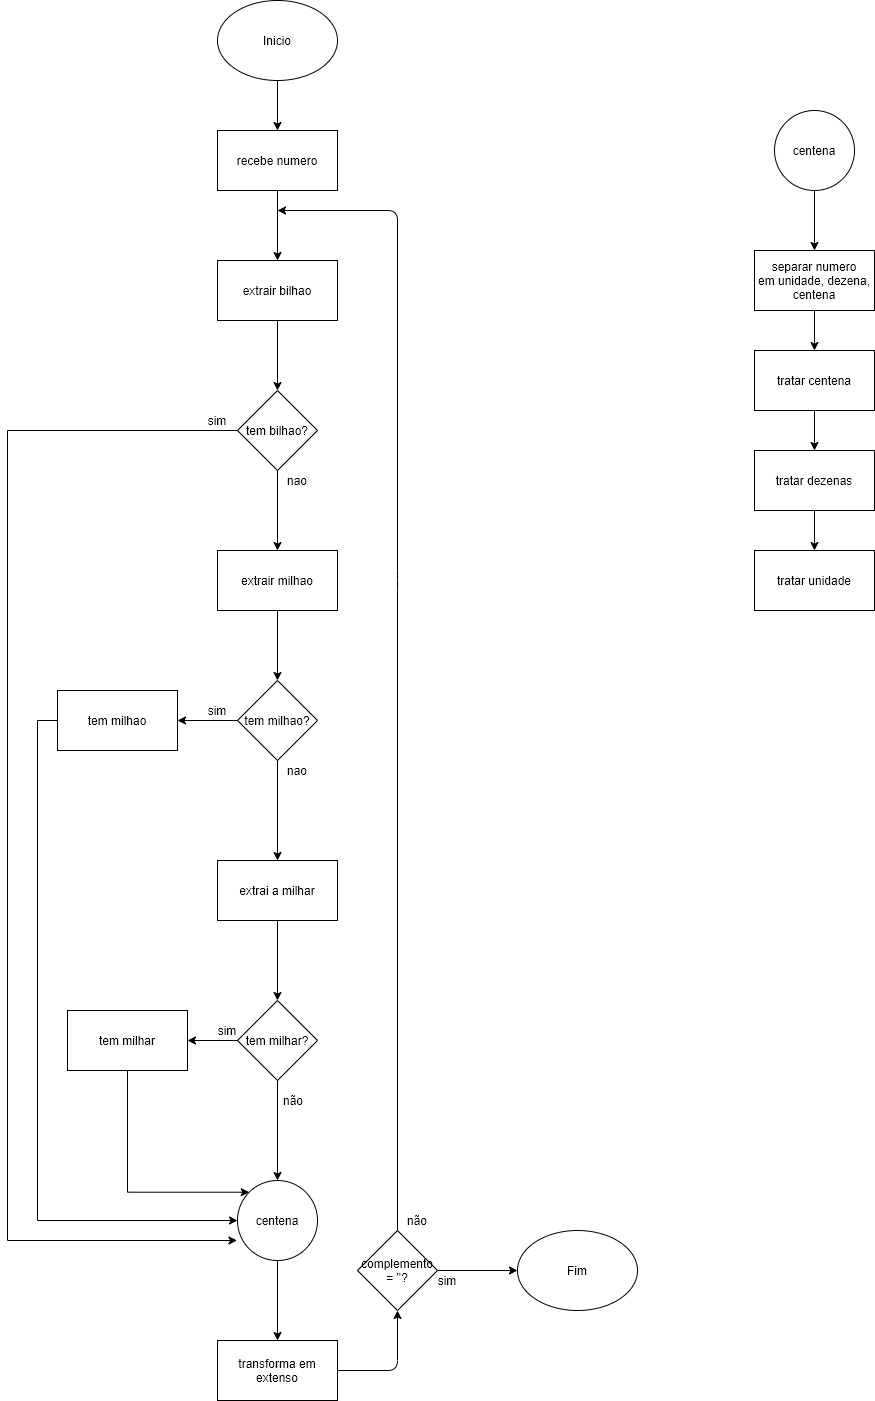 Inicio
recebe numero
extrair bilhao
sim
tem bilhao?
nao
extrair milhao
tem milhao
sim
tem milhao?
nao
extrai a milhar
tem milhar
sim
tem milhar?
não
centena
transforma em
extenso
não
complemento
= "?
sim
Fim
centena
separar numero
em unidade, dezena,
centena
tratar centena
tratar dezenas
tratar unidade